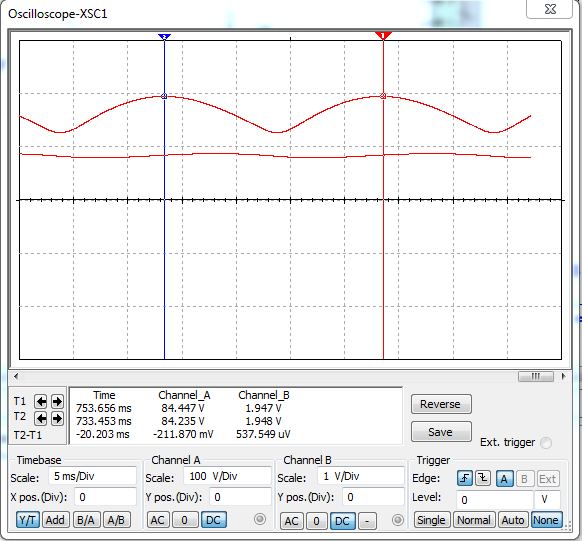 Oscilloscope-XSC1
2 1
T1
T2
T2-T1
Time Channel_A Channel_B
753.656 ms 84.447 V 1.947 V
733.453 ms 84.235 V 1.948 V
-20.203 ms -211.870 mV 537.549 uV
Reverse
Save
Ext. trigger
Timebase
Scale: 5 ms/Div
X pos.(Div): 0
Y/T Add B/A A/B
Channel A
Scale: 100 V/Div
Y pos.(Div): 0
AC 0 DC
Channel B
Scale: 1 V/Div
Y pos.(Div): 0
AC 0 DC -
Trigger
Edge: A B Ext
Level: 0 V
Single Normal Auto None